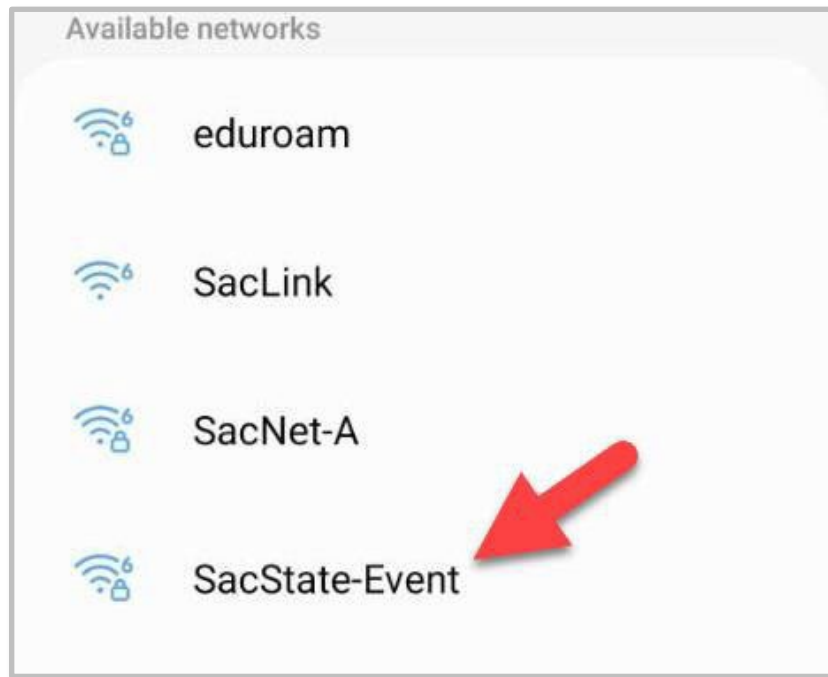 Available networks
eduroam
SacLink
SacNet-A
SacState-Event